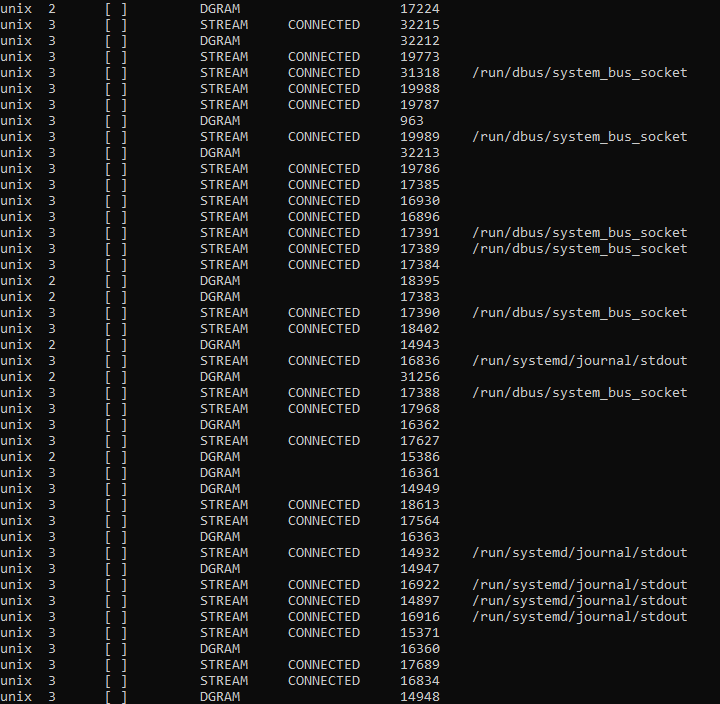 unix  2      [ ]         DGRAM                    17224
unix  3      [ ]         STREAM     CONNECTED     32215
unix  3      [ ]         DGRAM                    32212
unix  3      [ ]         STREAM     CONNECTED     19773
unix  3      [ ]         STREAM     CONNECTED     31318    /run/dbus/system_bus_socket
unix  3      [ ]         STREAM     CONNECTED     19988
unix  3      [ ]         STREAM     CONNECTED     19787
unix  3      [ ]         DGRAM                    963
unix  3      [ ]         STREAM     CONNECTED     19989    /run/dbus/system_bus_socket
unix  3      [ ]         DGRAM                    32213
unix  3      [ ]         STREAM     CONNECTED     19786
unix  3      [ ]         STREAM     CONNECTED     17385
unix  3      [ ]         STREAM     CONNECTED     16930
unix  3      [ ]         STREAM     CONNECTED     16896
unix  3      [ ]         STREAM     CONNECTED     17391    /run/dbus/system_bus_socket
unix  3      [ ]         STREAM     CONNECTED     17389    /run/dbus/system_bus_socket
unix  3      [ ]         STREAM     CONNECTED     17384
unix  2      [ ]         DGRAM                    18395
unix  2      [ ]         DGRAM                    17383
unix  3      [ ]         STREAM     CONNECTED     17390    /run/dbus/system_bus_socket
unix  3      [ ]         STREAM     CONNECTED     18402
unix  2      [ ]         DGRAM                    14943
unix  3      [ ]         STREAM     CONNECTED     16836    /run/systemd/journal/stdout
unix  2      [ ]         DGRAM                    31256
unix  3      [ ]         STREAM     CONNECTED     17388    /run/dbus/system_bus_socket
unix  3      [ ]         STREAM     CONNECTED     17968
unix  3      [ ]         DGRAM                    16362
unix  3      [ ]         STREAM     CONNECTED     17627
unix  2      [ ]         DGRAM                    15386
unix  3      [ ]         DGRAM                    16361
unix  3      [ ]         DGRAM                    14949
unix  3      [ ]         STREAM     CONNECTED     18613
unix  3      [ ]         STREAM     CONNECTED     17564
unix  3      [ ]         DGRAM                    16363
unix  3      [ ]         STREAM     CONNECTED     14932    /run/systemd/journal/stdout
unix  3      [ ]         DGRAM                    14947
unix  3      [ ]         STREAM     CONNECTED     16922    /run/systemd/journal/stdout
unix  3      [ ]         STREAM     CONNECTED     14897    /run/systemd/journal/stdout
unix  3      [ ]         STREAM     CONNECTED     16916    /run/systemd/journal/stdout
unix  3      [ ]         STREAM     CONNECTED     15371
unix  3      [ ]         DGRAM                    16360
unix  3      [ ]         STREAM     CONNECTED     17689
unix  3      [ ]         STREAM     CONNECTED     16834
unix  3      [ ]         DGRAM                    14948